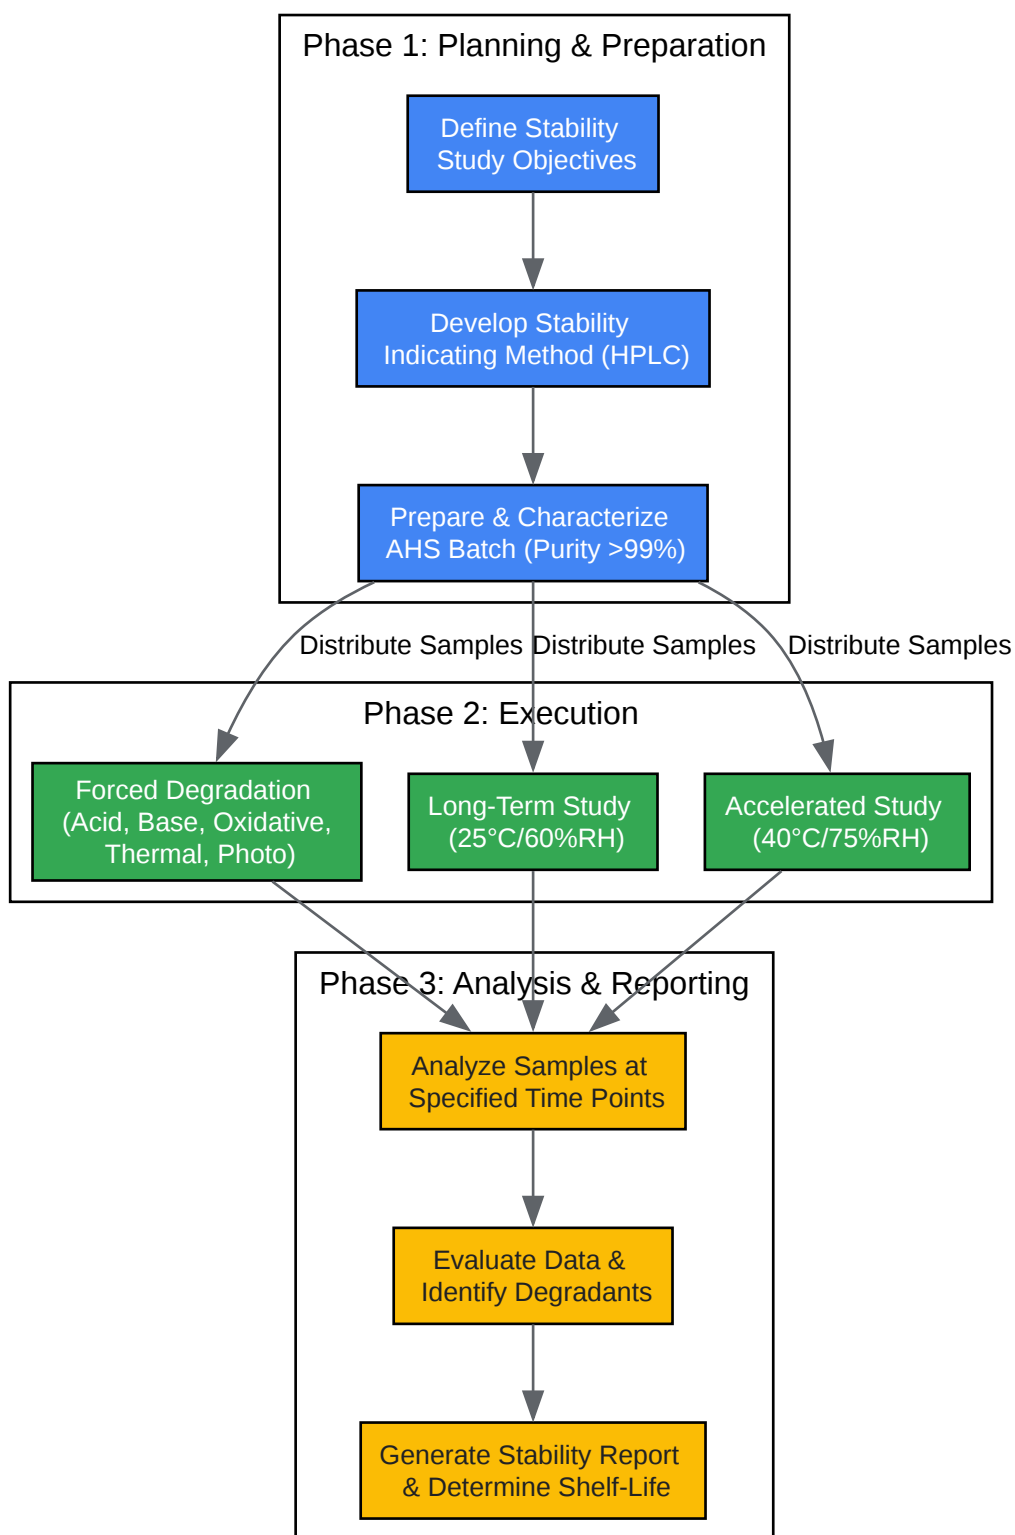 Phase 1: Planning & Preparation
Define Stability
Study Objectives
Develop Stability
Indicating Method (HPLC)
Prepare & Characterize
AHS Batch (Purity >99%)
Distribute Samples
Distribute Samples
Distribute Samples
Phase 2: Execution
Forced Degradation
(Acid, Base, Oxidative,
Thermal, Photo)
Long-Term Study
(25°C/60%RH)
Accelerated Study
(40°C/75%RH)
Phase 3: Analysis & Reporting
Analyze Samples at
Specified Time Points
Evaluate Data &
Identify Degradants
Generate Stability Report
& Determine Shelf-Life